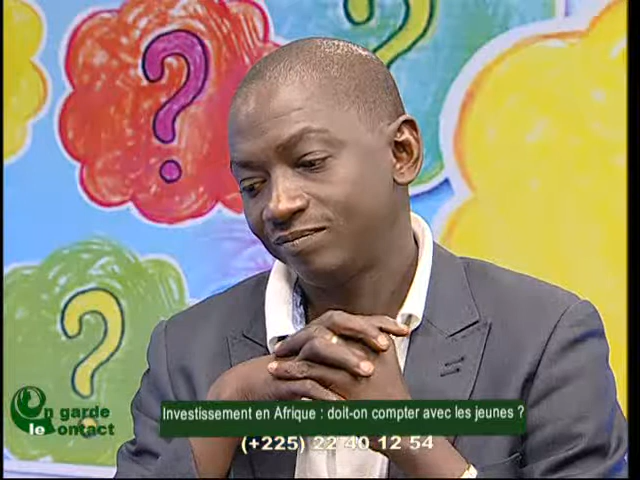 On garde
le Contact
Investissement en Afrique : doit-on compter avec les jeunes ?
(+225) 22 40 12 54
? ? ?